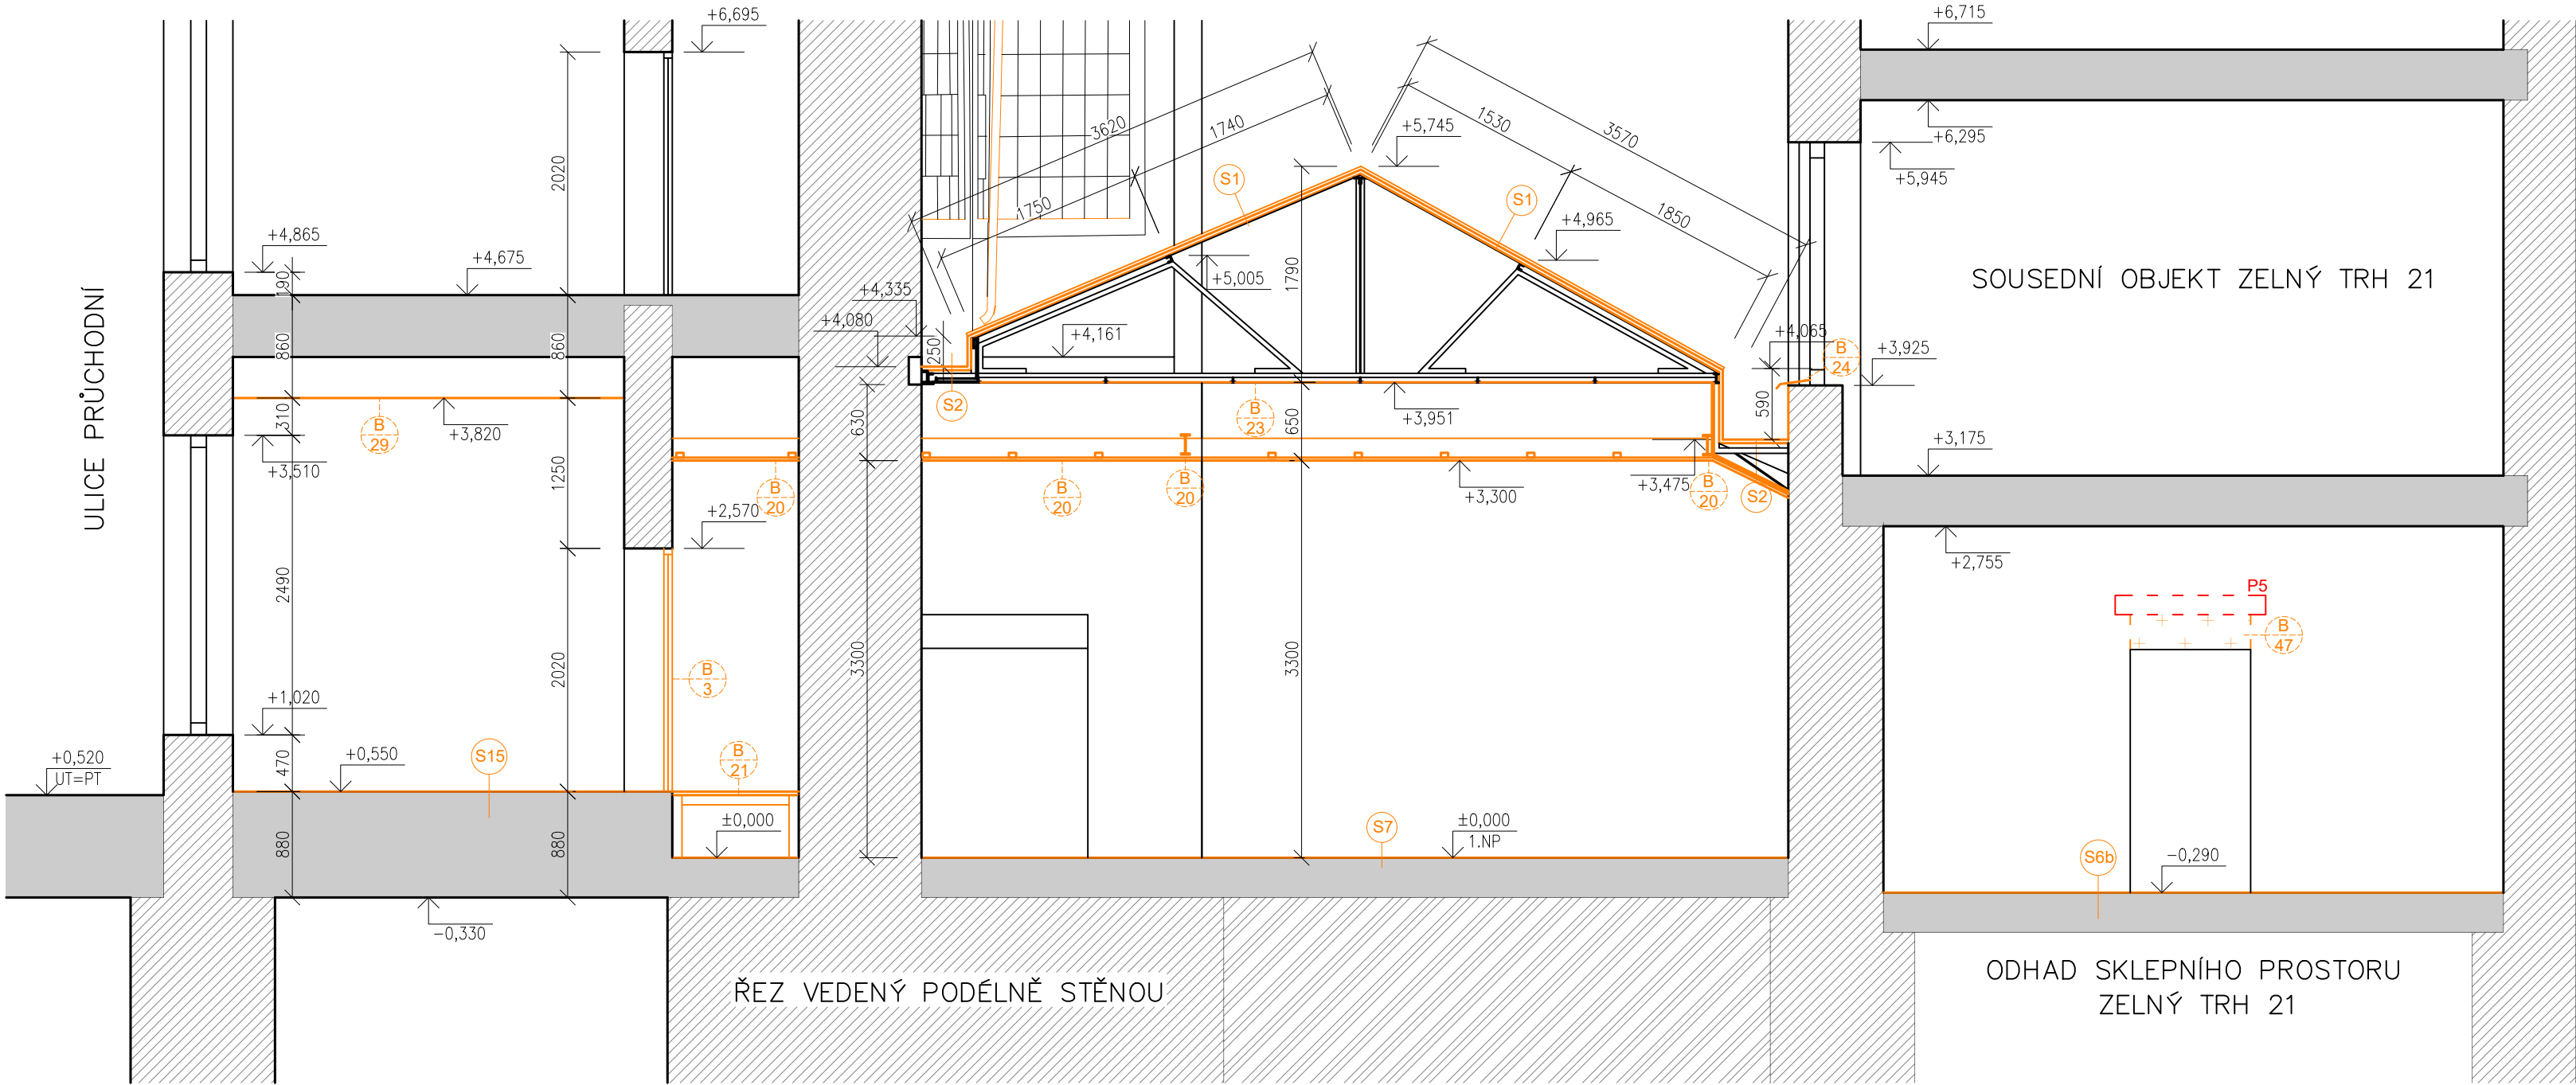 +6,695
+6,715
3620
1740
1530
3570
+5,745
+6,295
+5,945
2020
S1
S1
1750
1850
+4,965
+4,865
+4,675
190
+5,005
1790
SOUSEDNÍ OBJEKT ZELNÝ TRH 21
ULICE PRŮCHODNÍ
+4,335
+4,080
250
+4,161
+4,065
B
24
+3,925
860
860
S2
B
23
+3,951
590
310
B
29
+3,820
630
650
+3,510
1250
+3,175
B
20
B
20
B
20
+3,300
+3,475
B
20
S2
+2,570
+2,755
2490
P5
B
47
2020
3300
3300
B
3
+1,020
+0,520
UT=PT
470
+0,550
S15
B
21
±0,000
S7
±0,000
1.NP
880
880
S6b
-0,290
-0,330
ŘEZ VEDENÝ PODÉLNĚ STĚNOU
ODHAD SKLEPNÍHO PROSTORU
ZELNÝ TRH 21